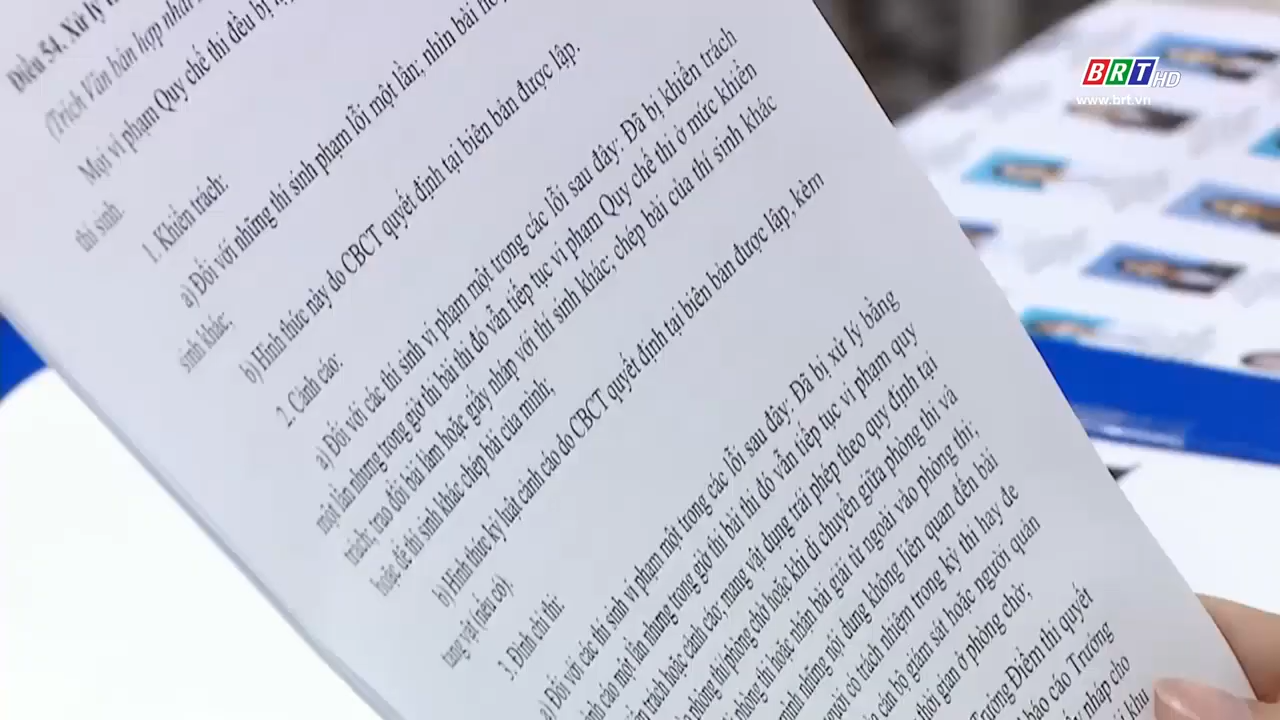 BRT HD
www.brt.vn
Điều 54. Xử lý
(Trích Văn bản hợp nhất
Mọi vi phạm Quy chế thi đều bị
thí sinh.
1. Khiển trách:
a) Đối với những thí sinh phạm lỗi một lần: nhìn bài
sinh khác;
b) Hình thức này do CBCT quyết định tại biên bản được lập.
2. Cảnh cáo:
a) Đối với các thí sinh vi phạm một trong các lỗi sau đây: Đã bị khiển trách
một lần nhưng trong giờ thi bài thi đó vẫn tiếp tục vi phạm Quy chế thi ở mức khiển
trách; trao đổi bài làm hoặc giấy nháp với thí sinh khác; chép bài của thí sinh khác
hoặc để thí sinh khác chép bài của mình;
b) Hình thức kỷ luật cảnh cáo do CBCT quyết định tại biên bản được lập, kèm
tang vật (nếu có).
3. Đình chỉ thi:
a) Đối với các thí sinh vi phạm một trong các lỗi sau đây: Đã bị xử lý bằng
cảnh cáo một lần nhưng trong giờ thi bài thi đó vẫn tiếp tục vi phạm quy
khiển trách hoặc cảnh cáo; mang vật dụng trái phép theo quy định tại
phòng thi/phòng chờ hoặc khi di chuyển giữa phòng thi và
phòng thi hoặc nhận bài giải từ ngoài vào phòng thi;
mình những nội dung không liên quan đến bài
người có trách nhiệm trong kỳ thi hay đe
cán bộ giám sát hoặc người quản
thời gian ở phòng chờ;
Trưởng Điểm thi quyết
báo cáo Trưởng
nháp cho
khu